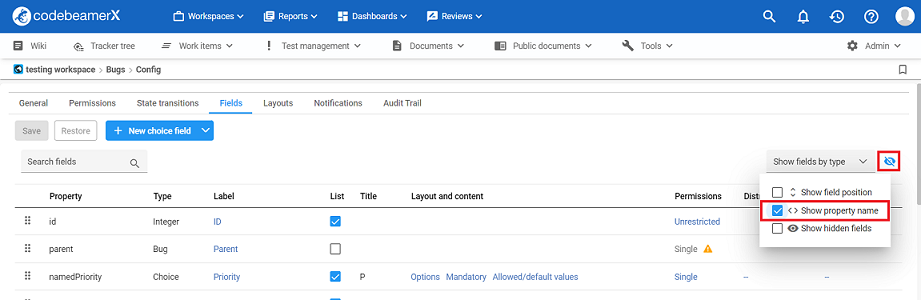 codebeamerX Workspaces Reports Dashboards Reviews
Wiki Tracker tree Work items Test management Documents Public documents Tools Admin
testing workspace > Bugs > Config
General Permissions State transitions Fields Layouts Notifications Audit Trail
Save Restore + New choice field
Search fields Show fields by type
Show field position
Property Type Label List Title Layout and content Permissions
<> Show property name
id Integer ID Unrestricted
Show hidden fields
parent Bug Parent Single
namedPriority Choice Priority P Options Mandatory Allowed/default values Single -- --